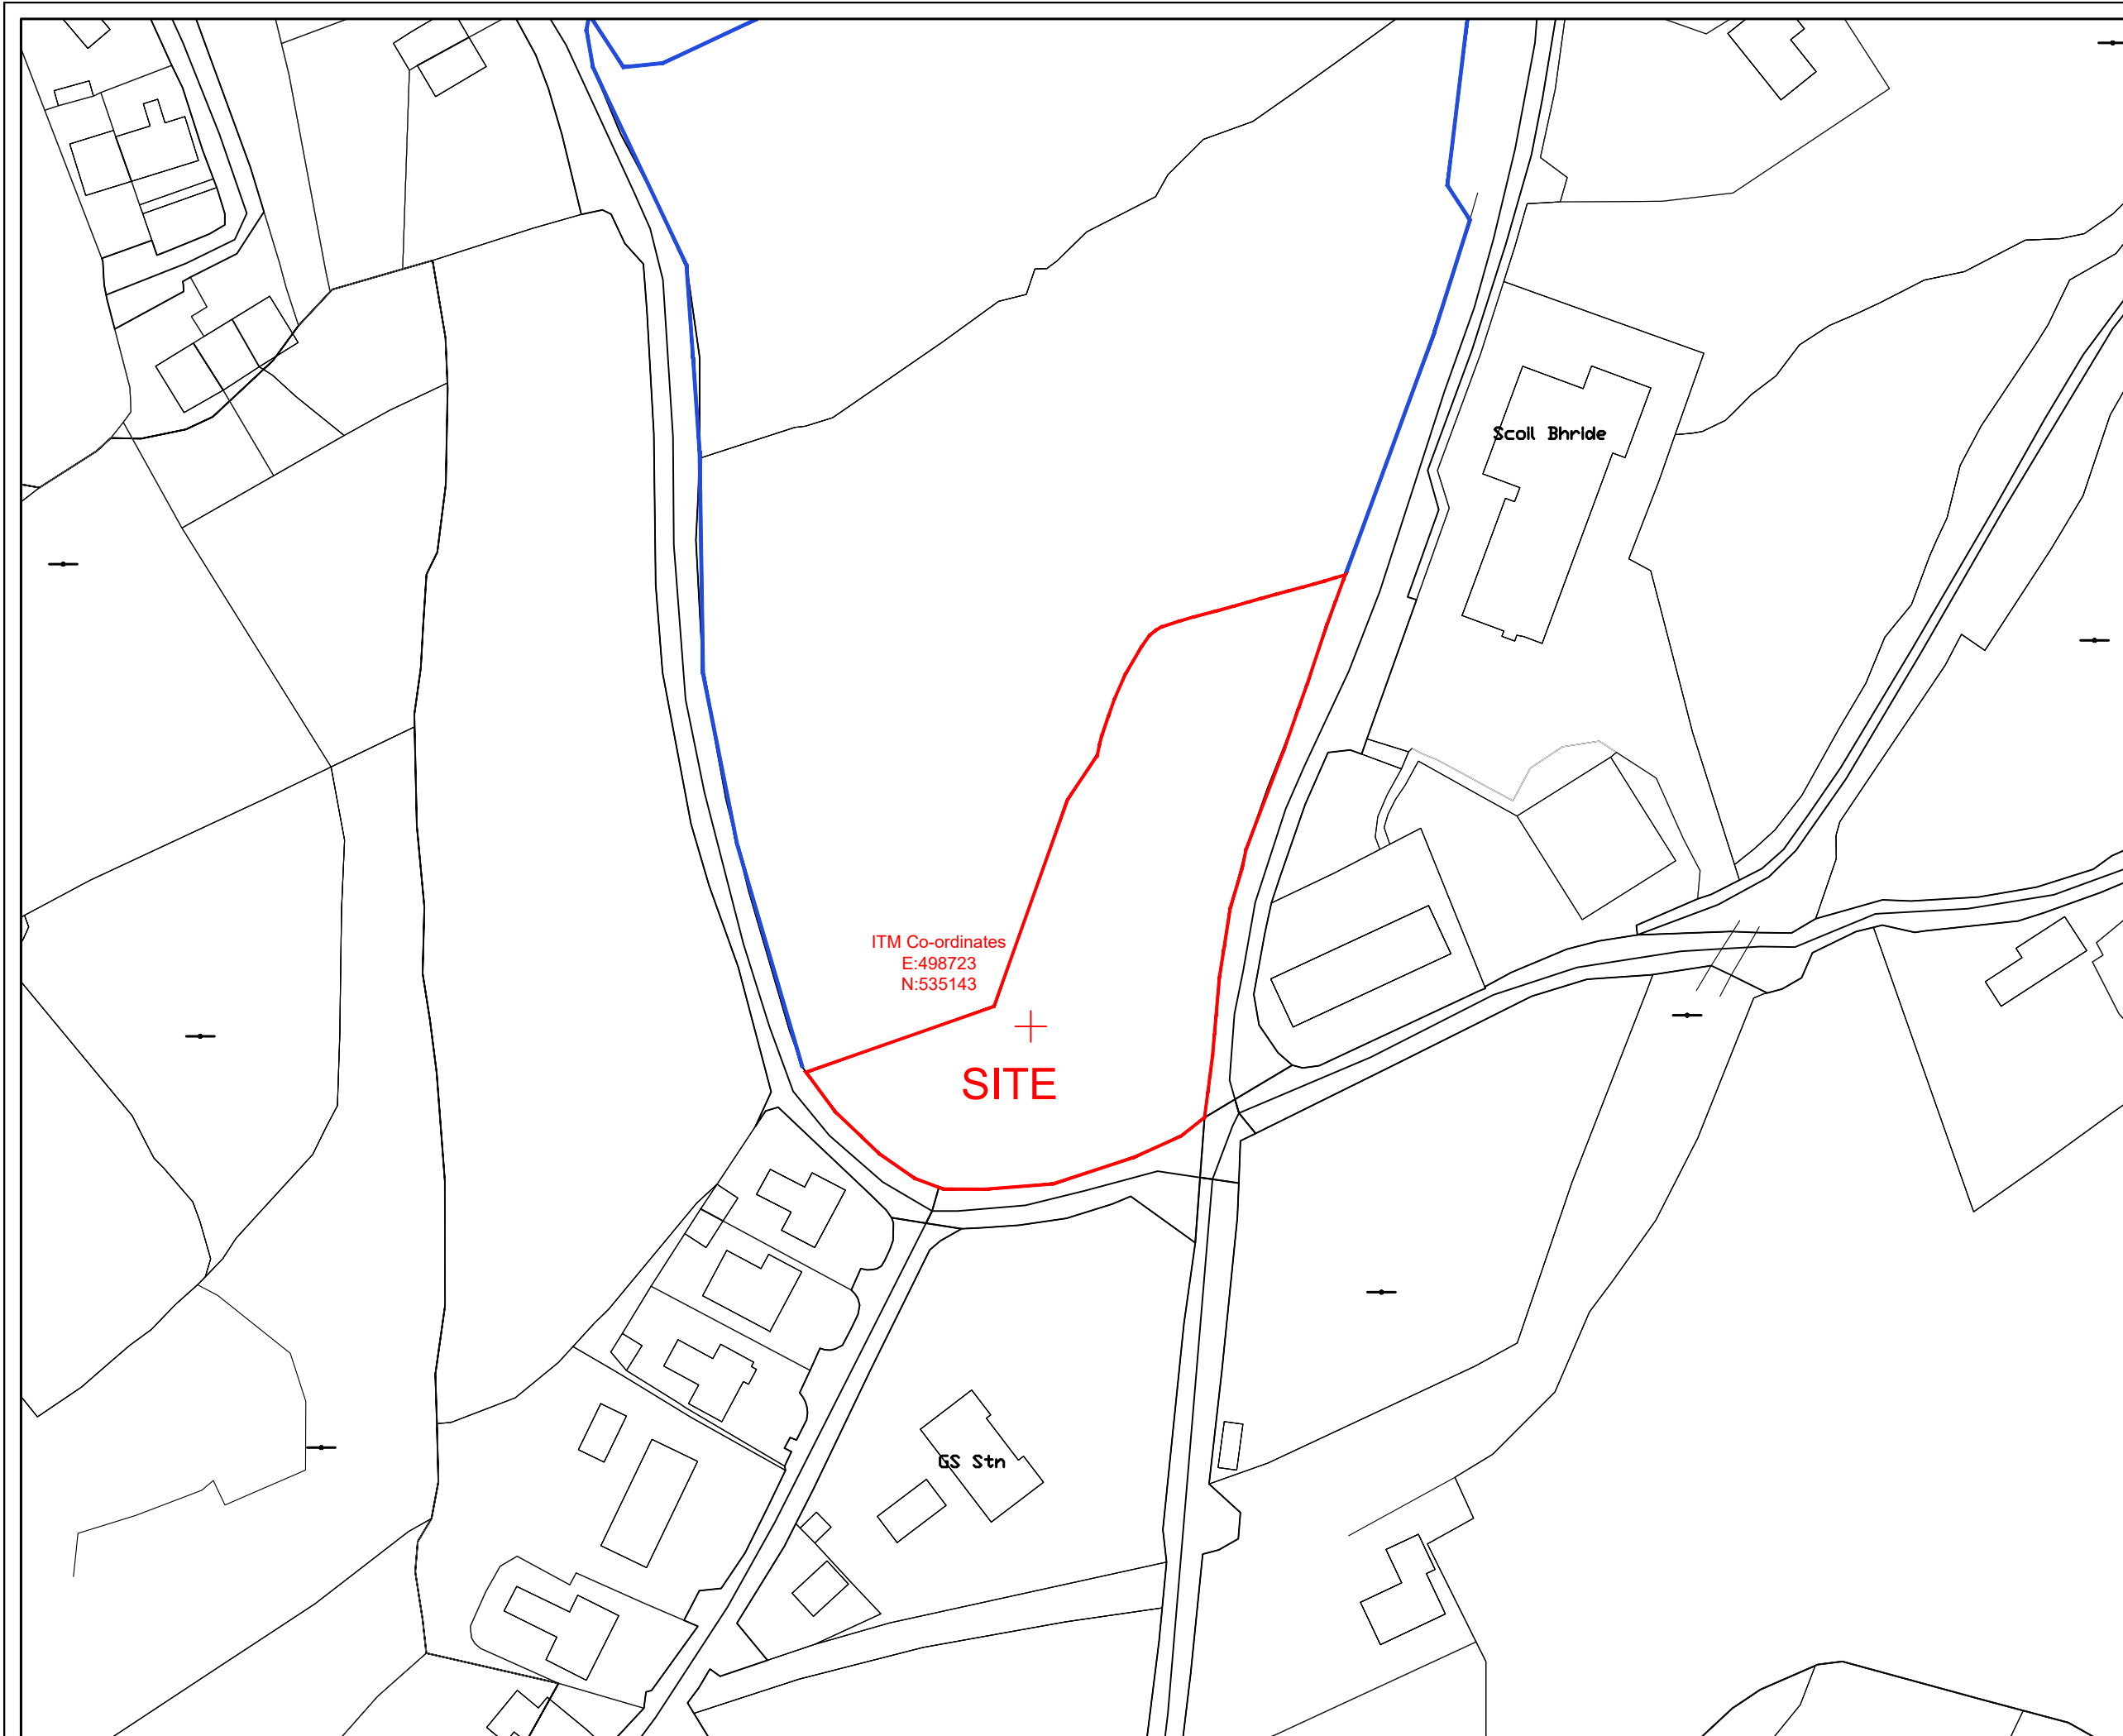 Scoil Bhride
ITM Co-ordinates
E:498723
N:535143
SITE
GS Stn